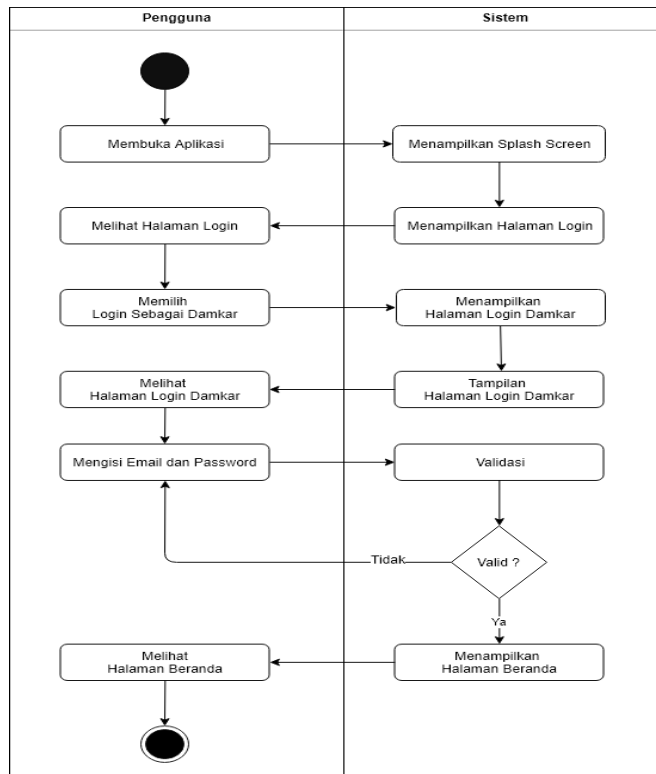 Pengguna
Sistem
Membuka Aplikasi
Menampilkan Splash Screen
Melihat Halaman Login
Menampilkan Halaman Login
Memilih
Login Sebagai Damkar
Menampilkan
Halaman Login Damkar
Melihat
Halaman Login Damkar
Tampilan
Halaman Login Damkar
Mengisi Email dan Password
Validasi
Tidak
Valid ?
Ya
Melihat
Halaman Beranda
Menampilkan
Halaman Beranda